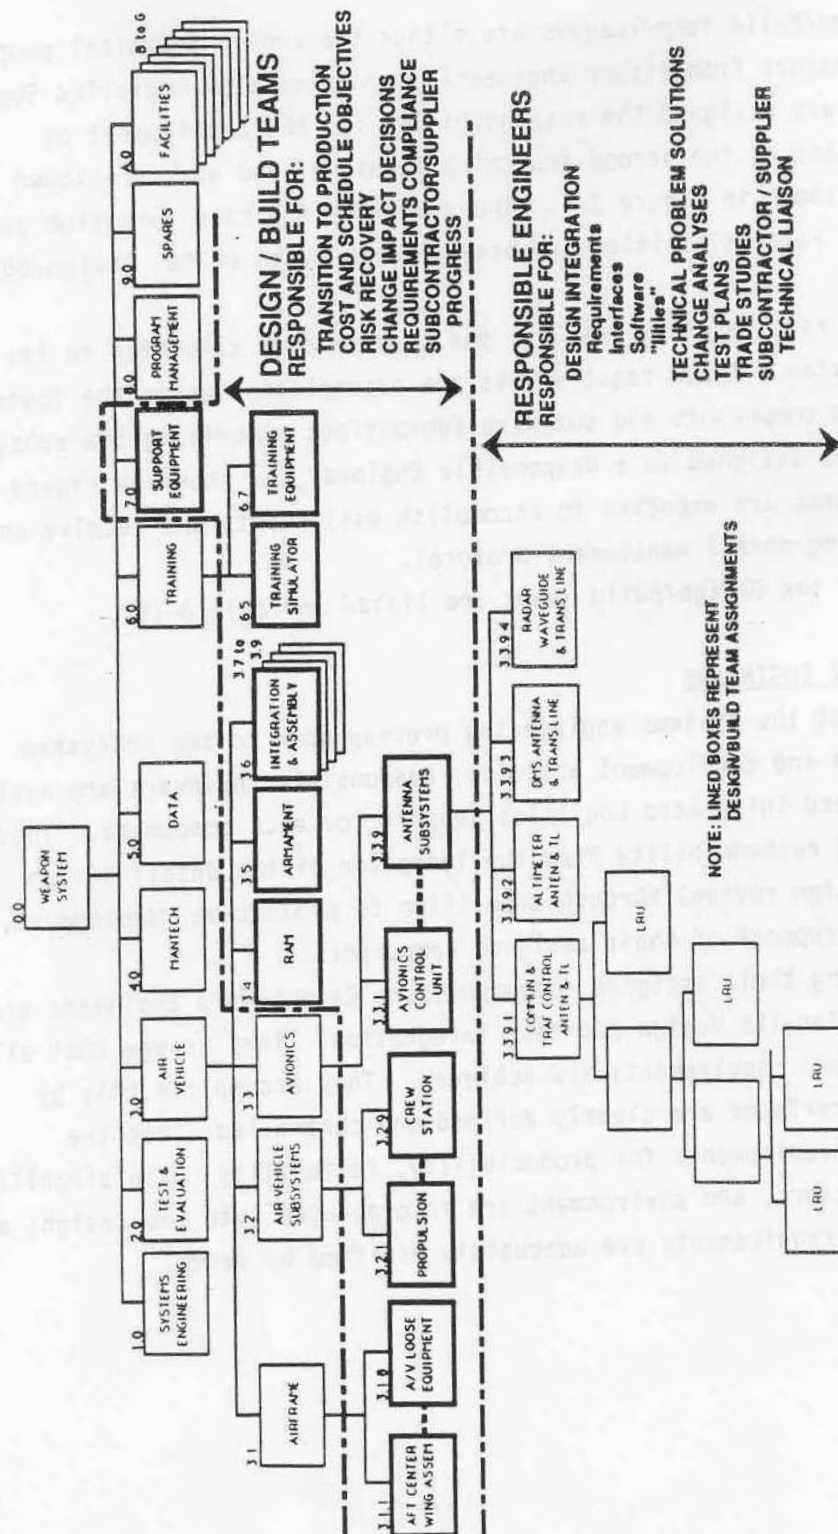 0.0
WEAPON
SYSTEM
1.0
SYSTEMS
ENGINEERING
2.0
TEST &
EVALUATION
3.0
AIR
VEHICLE
4.0
MANTECH
5.0
DATA
6.0
TRAINING
7.0
SUPPORT
EQUIPMENT
8.0
PROGRAM
MANAGEMENT
9.0
SPARES
A.0
B to G
FACILITIES
3.1
AIRFRAME
3.2
AIR VEHICLE
SUBSYSTEMS
3.3
AVIONICS
3.4
RAM
3.5
ARMAMENT
3.6
3.7 to
3.9
INTEGRATION
& ASSEMBLY
6.5
TRAINING
SIMULATOR
6.7
TRAINING
EQUIPMENT
3.1.1
AFT CENTER
WING ASSEM
A/V LOOSE
EQUIPMENT
3.2.1
PROPULSION
3.2.9
CREW
STATION
3.3.1
AVIONICS
CONTROL
UNIT
3.3.9
ANTENNA
SUBSYSTEMS
DESIGN BUILD TEAMS
RESPONSIBLE FOR:
TRANSITION TO PRODUCTION
COST AND SCHEDULE OBJECTIVES
RISK RECOVERY
CHANGE IMPACT DECISIONS
REQUIREMENTS COMPLIANCE
SUBCONTRACTOR/SUPPLIER
PROGRESS
3.3.9.1
COMMUN &
TRAF CONTROL
ANTEN & TL
3.3.9.2
ALTIMETER
ANTEN & TL
3.3.9.3
DMS ANTENNA
& TRANS. LINE
3.3.9.4
RADAR
WAVEGUIDE
& TRANS. LINE
LRU
LRU
LRU
LRU
RESPONSIBLE ENGINEERS
RESPONSIBLE FOR:
DESIGN INTEGRATION
Requirements
Interfaces
Software
"Ilities"
TECHNICAL PROBLEM SOLUTIONS
CHANGE ANALYSES
TEST PLANS
TRADE STUDIES
SUBCONTRACTOR / SUPPLIER
TECHNICAL LIAISON
NOTE: LINED BOXES REPRESENT
DESIGN/BUILD TEAM ASSIGNMENTS